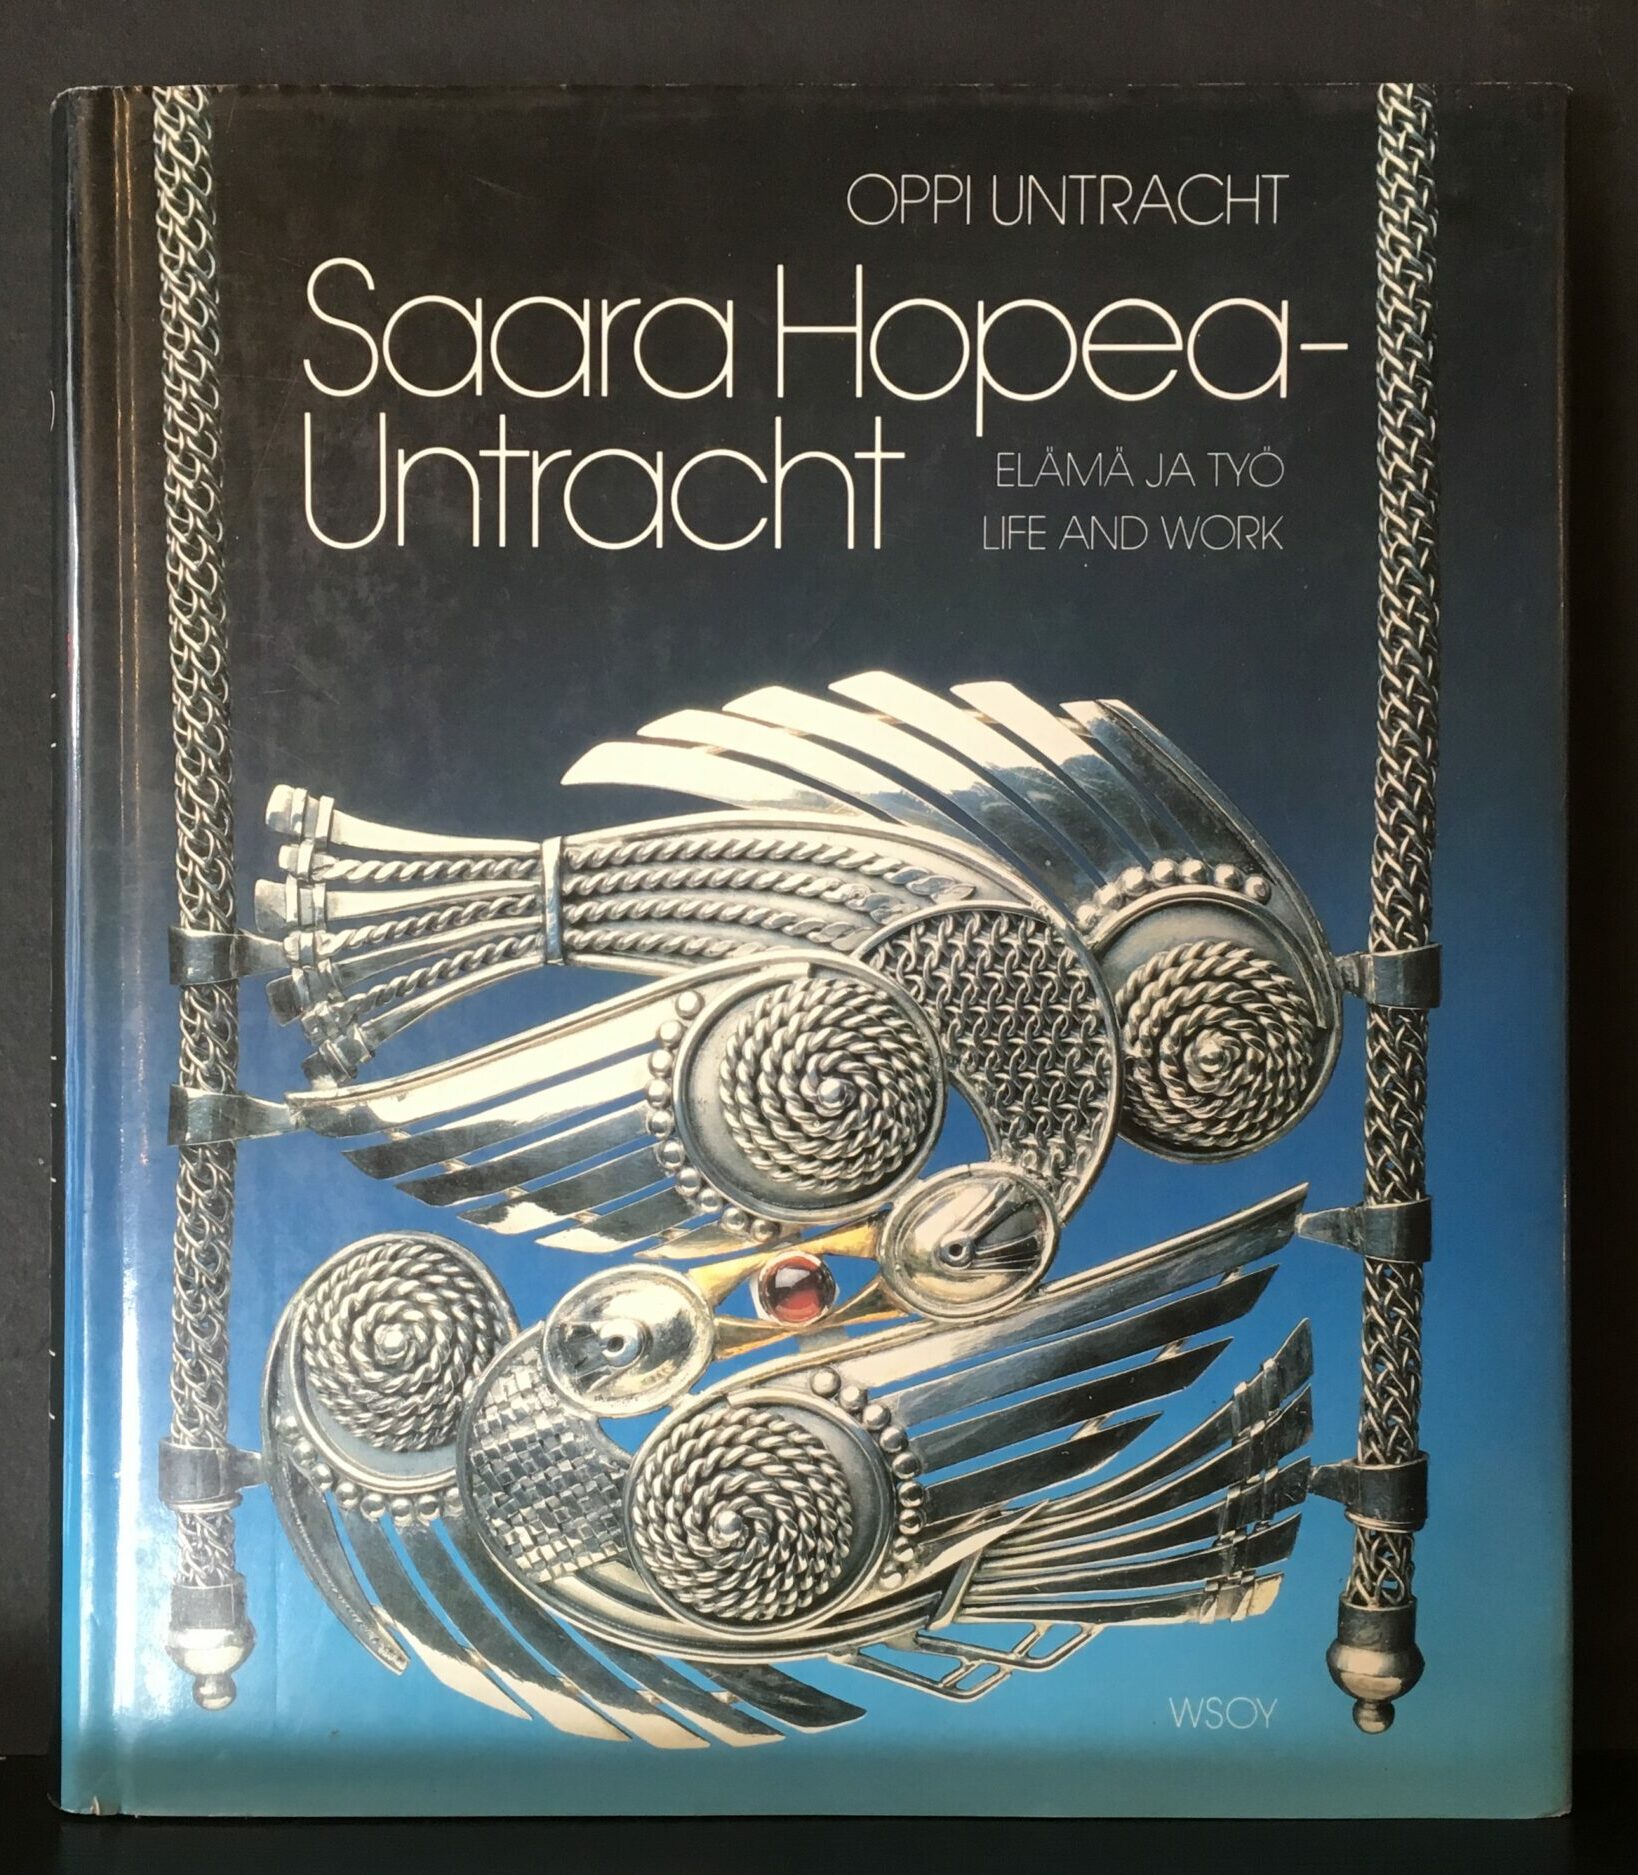 OPPI UNTRACHT
Saara Hopea-
Untracht
ELÄMÄ JA TYÖ
LIFE AND WORK
WSOY